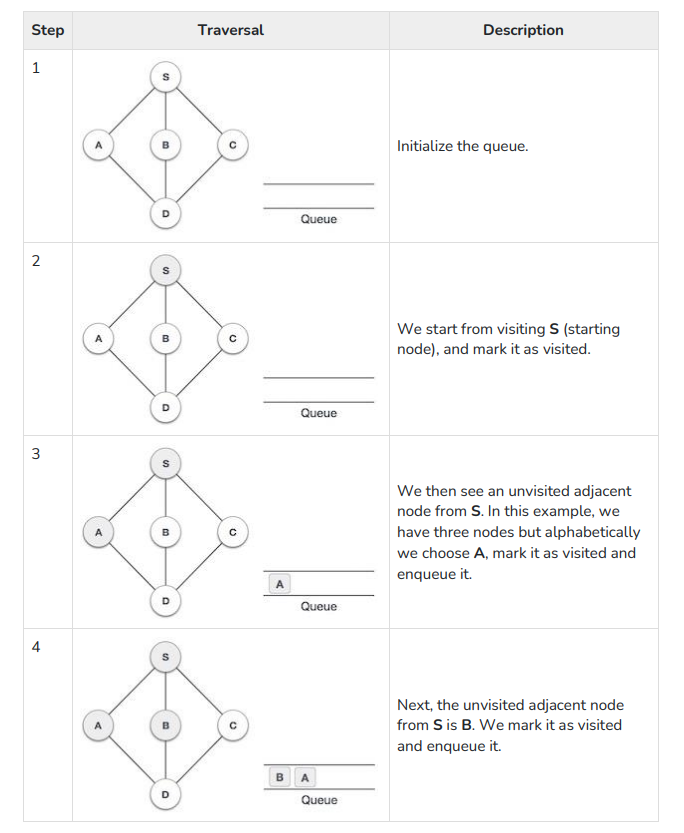 Step Traversal Description
1
S
A B C
D
Queue
Initialize the queue.
2
S
A B C
D
Queue
We start from visiting S (starting
node), and mark it as visited.
3
S
A B C
D
A
Queue
We then see an unvisited adjacent
node from S. In this example, we
have three nodes but alphabetically
we choose A, mark it as visited and
enqueue it.
4
S
A B C
D
B A
Queue
Next, the unvisited adjacent node
from S is B. We mark it as visited
and enqueue it.